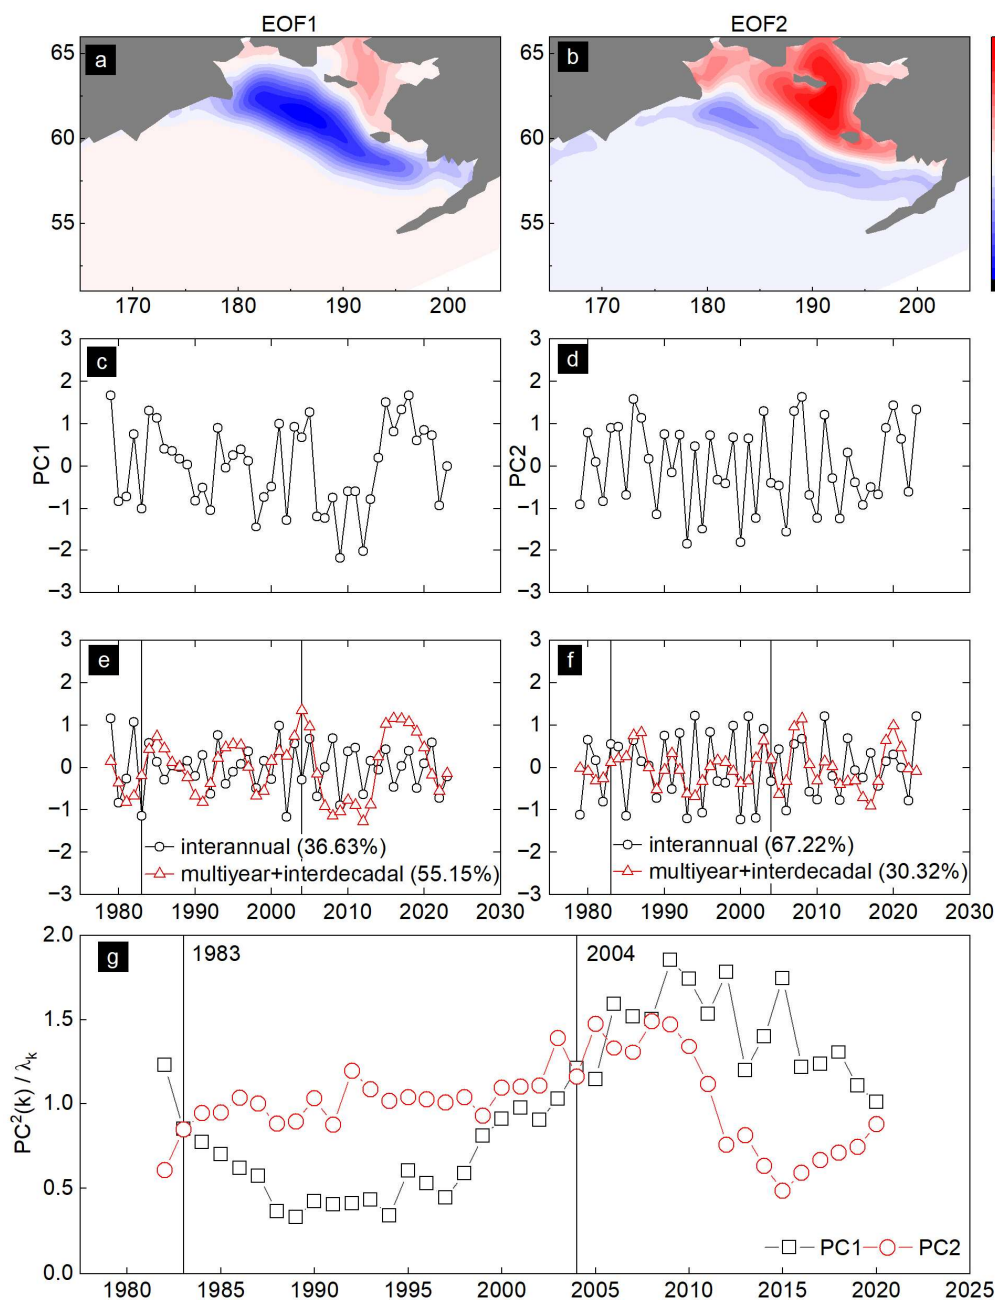 EOF1 EOF2
a b
65 65
60 60
55 55
170 180 190 200 170 180 190 200
c d
3 3
2 2
1 1
PC1 0 PC2 0
−1 −1
−2 −2
−3 −3
e f
3 3
2 2
1 1
0 0
−1 −1
interannual (36.63%) interannual (67.22%)
−2 −2
multiyear+interdecadal (55.15%) multiyear+interdecadal (30.32%)
−3 −3
1980 1990 2000 2010 2020 2030 1980 1990 2000 2010 2020 2030
g
2.0
1983 2004
1.5
PC²(k) / λk
1.0
0.5
PC1 PC2
0.0
1980 1985 1990 1995 2000 2005 2010 2015 2020 2025